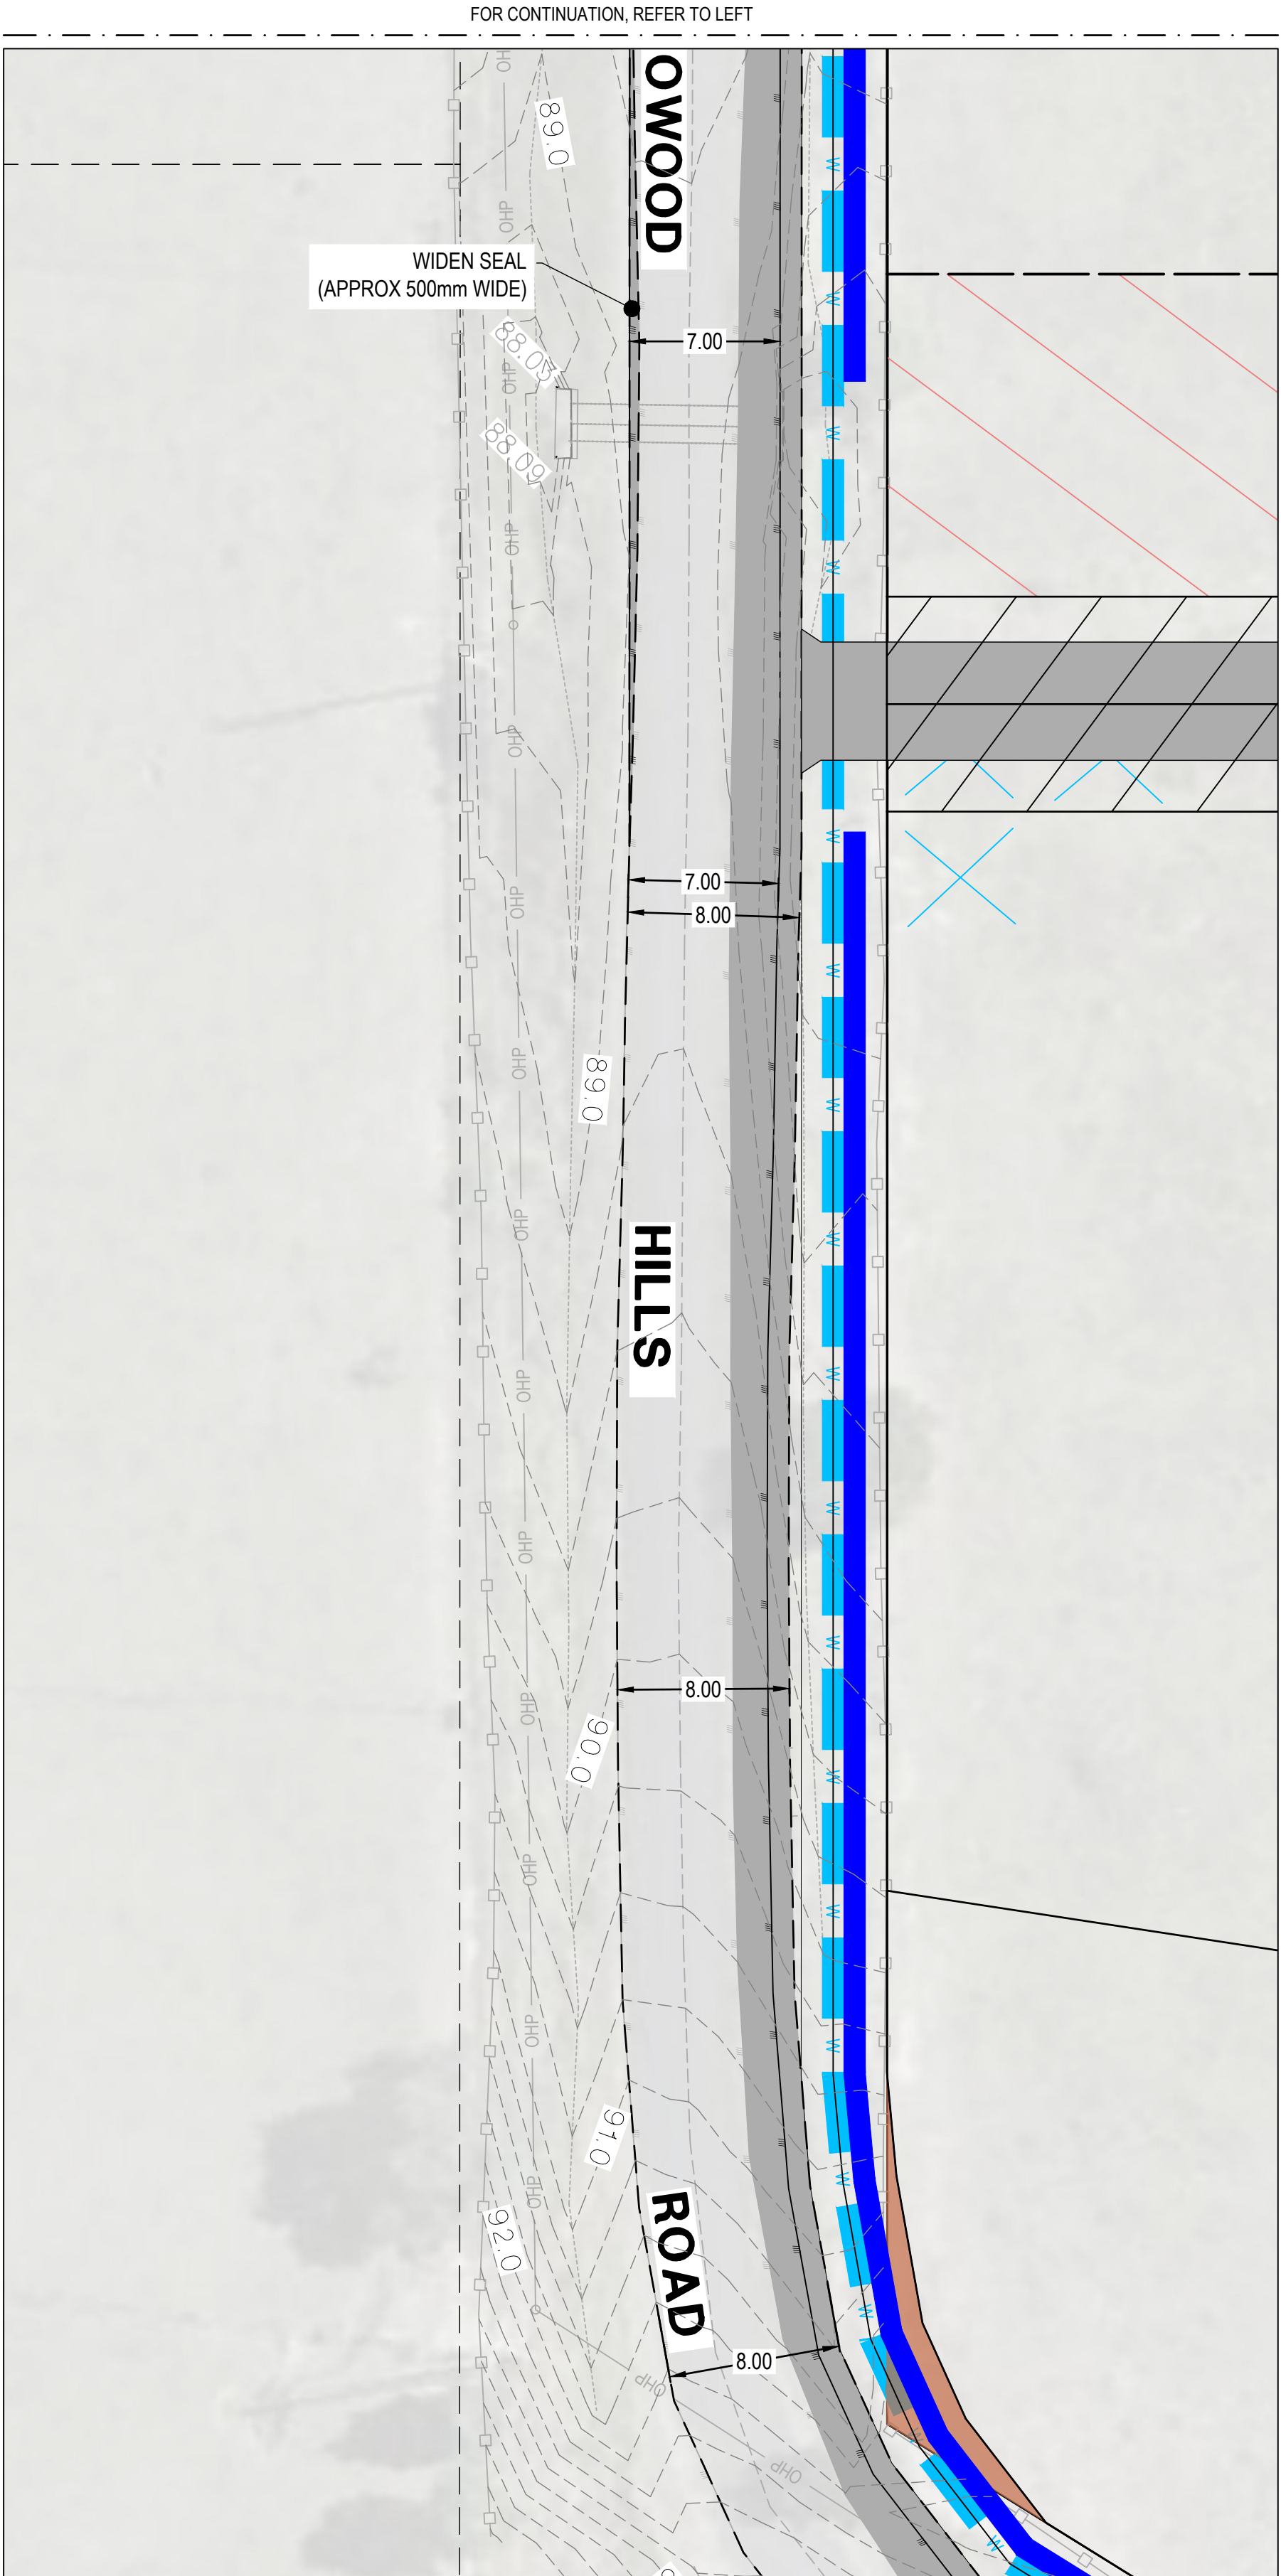 FOR CONTINUATION, REFER TO LEFT
OWOOD
OH
89.0
W
OHP
WIDEN SEAL
(APPROX 500mm WIDE)
W
7.00
88.03
OHP
W
88.09
OHP
W
OHP
W
7.00
OHP
8.00
W
OHP
89.0
W
OHP
HILLS
W
OHP
W
OHP
W
W
8.00
OHP
90.0
W
OHP
W
OHP
W
91.0
W
OHP
92.0
ROAD
W
8.00
OHP
OHP
W
W